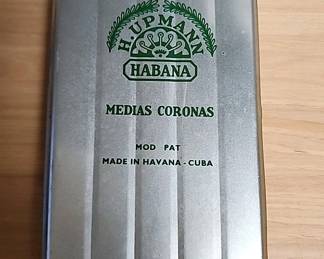 H.UPMANN
HABANA
MEDIAS CORONAS
MOD PAT
MADE IN HAVANA - CUBA